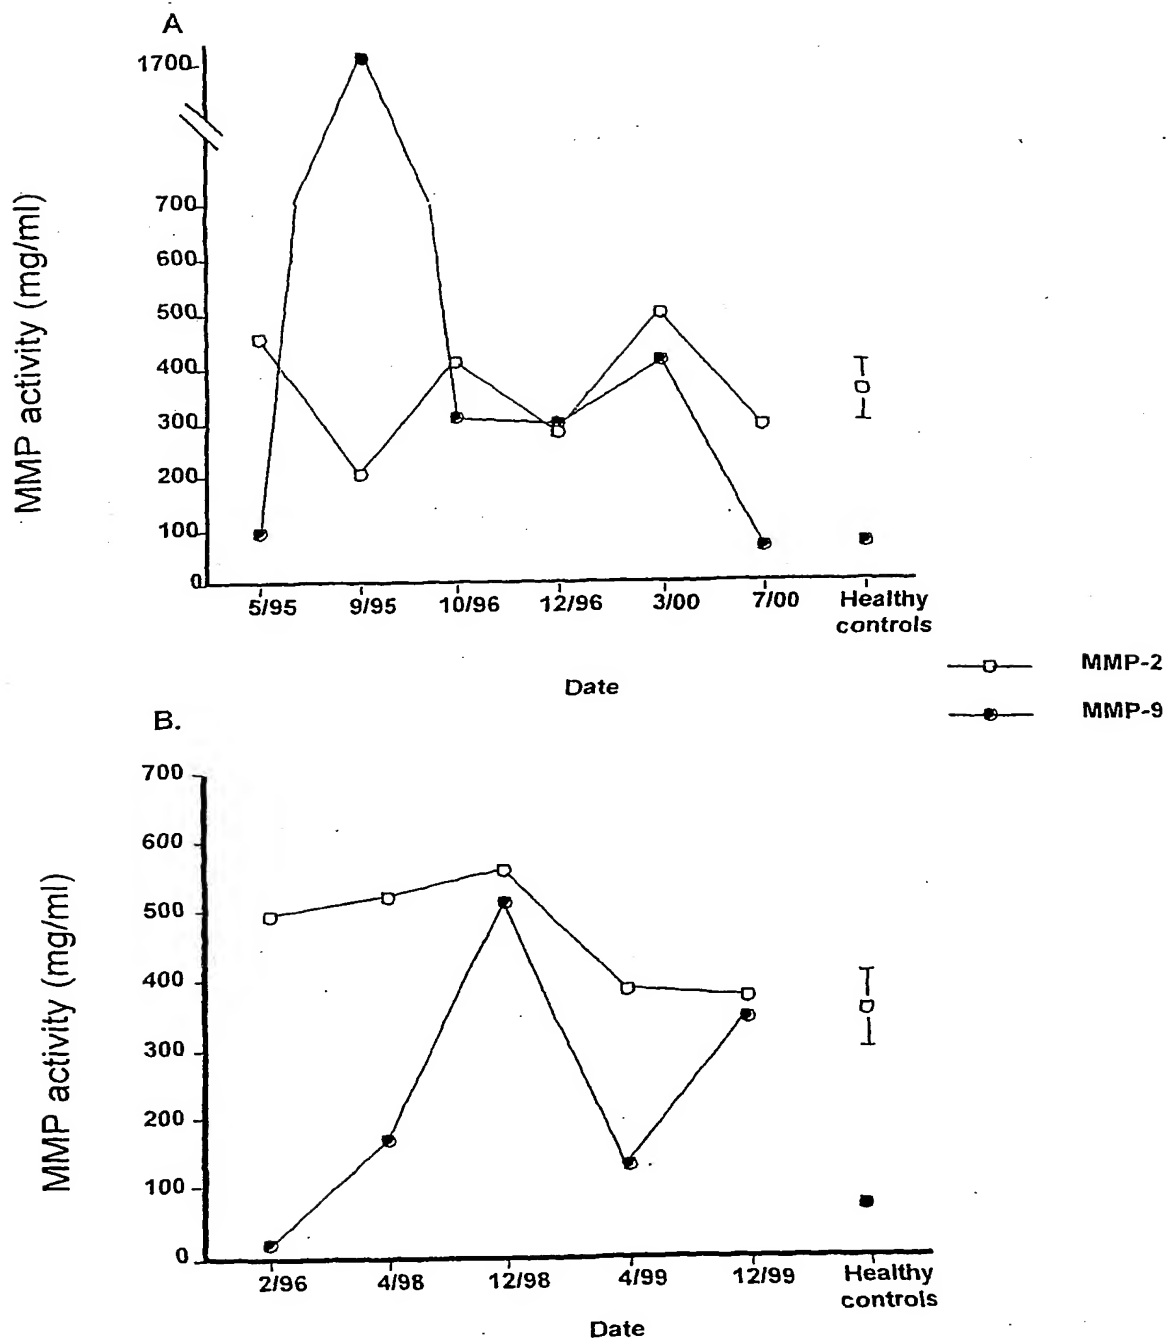 A
1700
700
600
500
400
300
200
100
0
MMP activity (mg/ml)
5/95 9/95 10/96 12/96 3/00 7/00 Healthy
controls
Date
MMP-2
MMP-9
B.
700
600
500
400
300
200
100
0
MMP activity (mg/ml)
2/96 4/98 12/98 4/99 12/99 Healthy
controls
Date